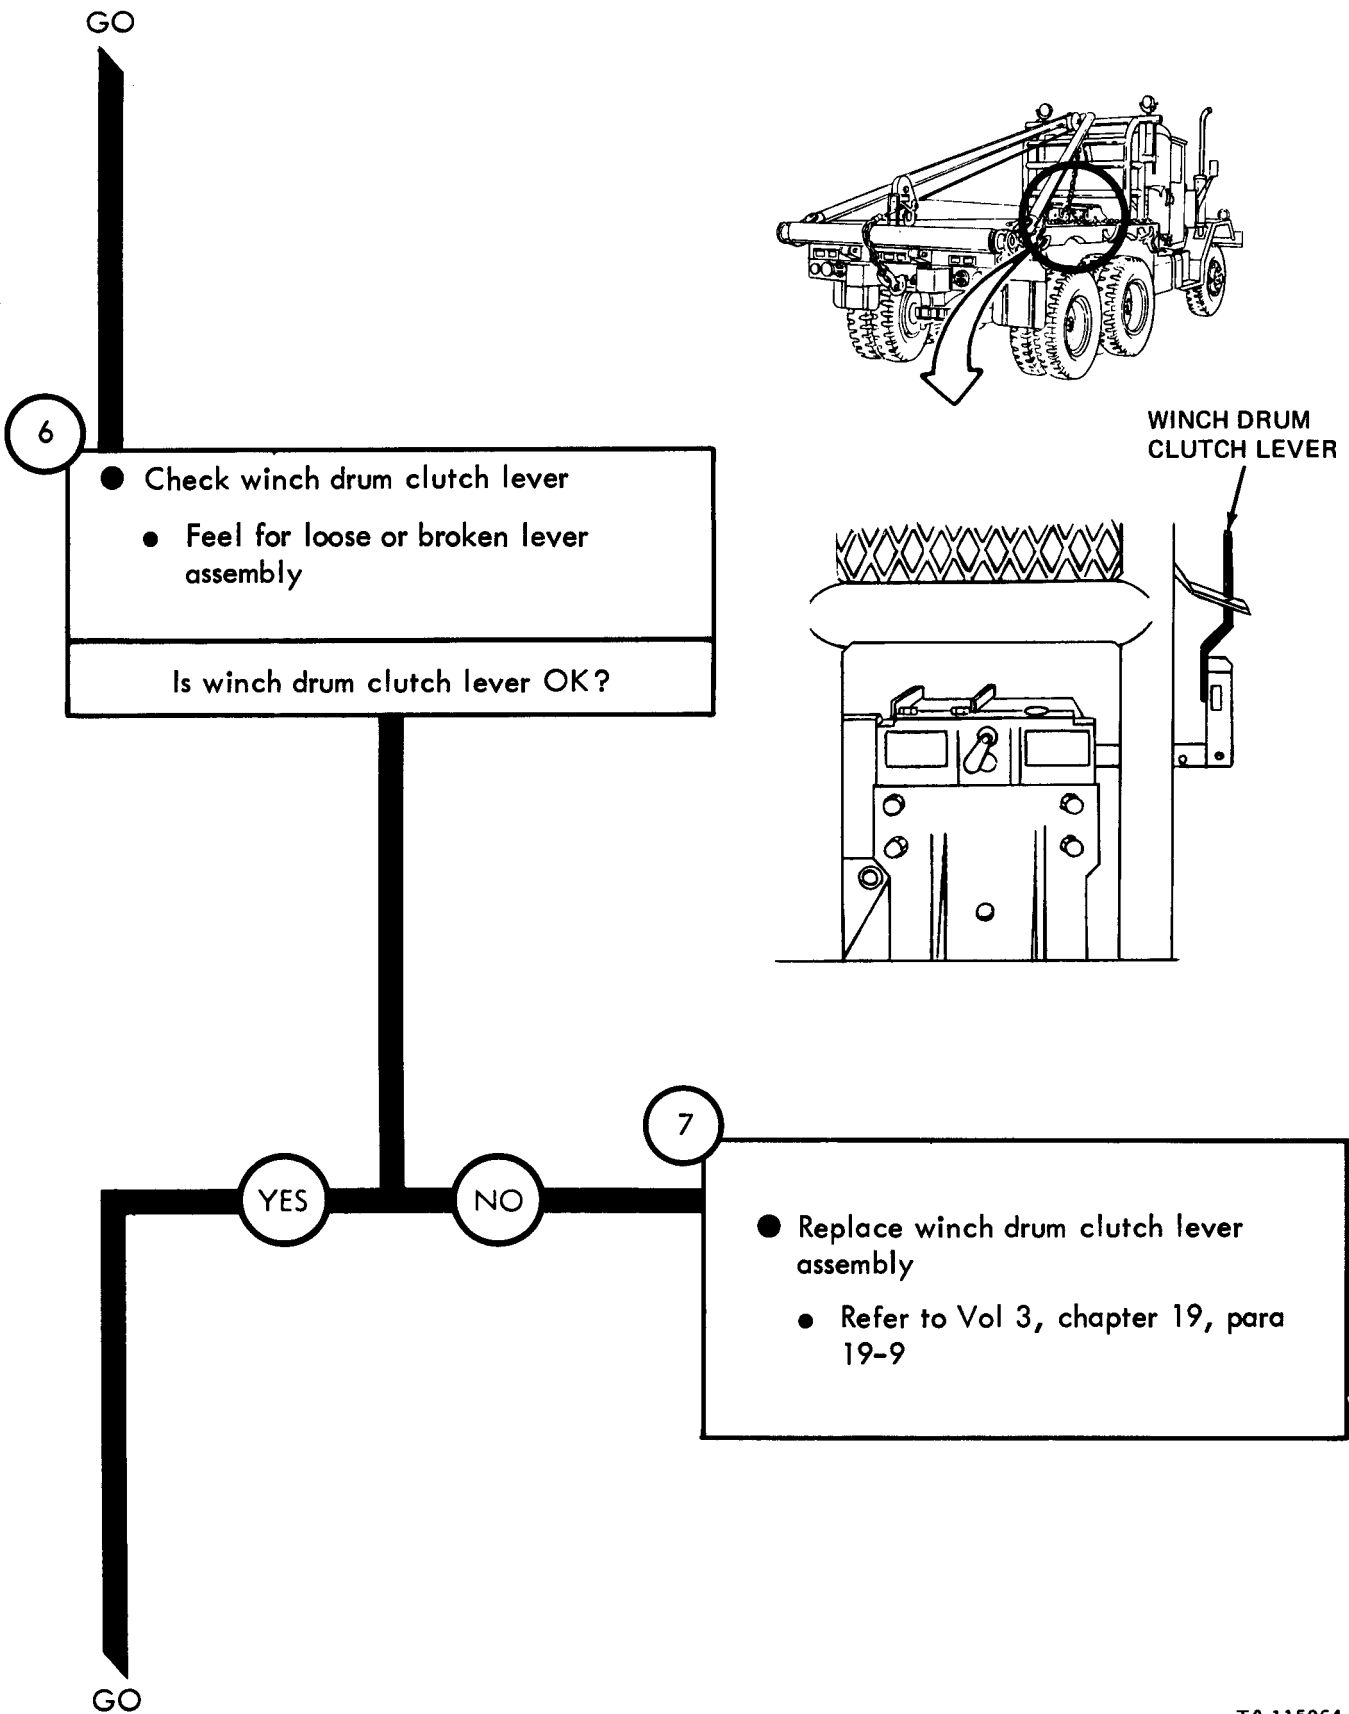 GO
6
● Check winch drum clutch lever
● Feel for loose or broken lever
assembly
Is winch drum clutch lever OK?
WINCH DRUM
CLUTCH LEVER
YES
NO
7
● Replace winch drum clutch lever
assembly
● Refer to Vol 3, chapter 19, para
19-9
GO